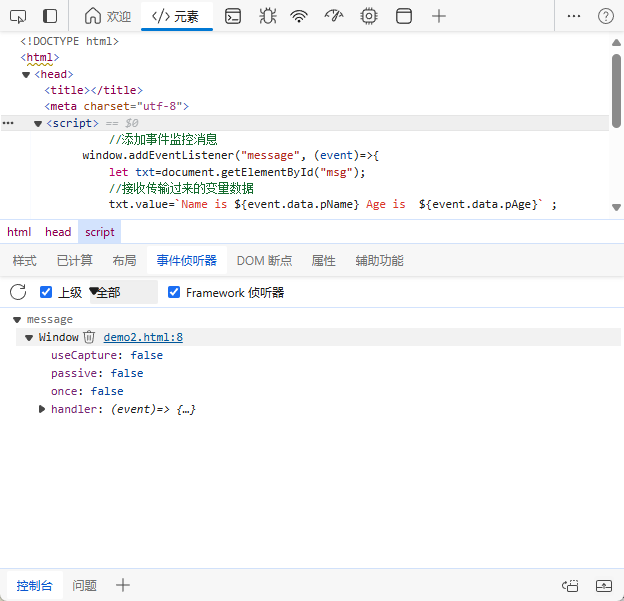 欢迎 元素
<!DOCTYPE html>
<html>
<head>
<title></title>
<meta charset="utf-8">
<script> == $0
//添加事件监控消息
window.addEventListener("message", (event)=>{
let txt=document.getElementById("msg");
//接收传输过来的变量数据
txt.value=`Name is ${event.data.pName} Age is  ${event.data.pAge}` ;
html head script
样式 已计算 布局 事件侦听器 DOM 断点 属性 辅助功能
上级 全部 Framework 侦听器
message
Window demo2.html:8
useCapture: false
passive: false
once: false
handler: (event)=> {…}
控制台 问题